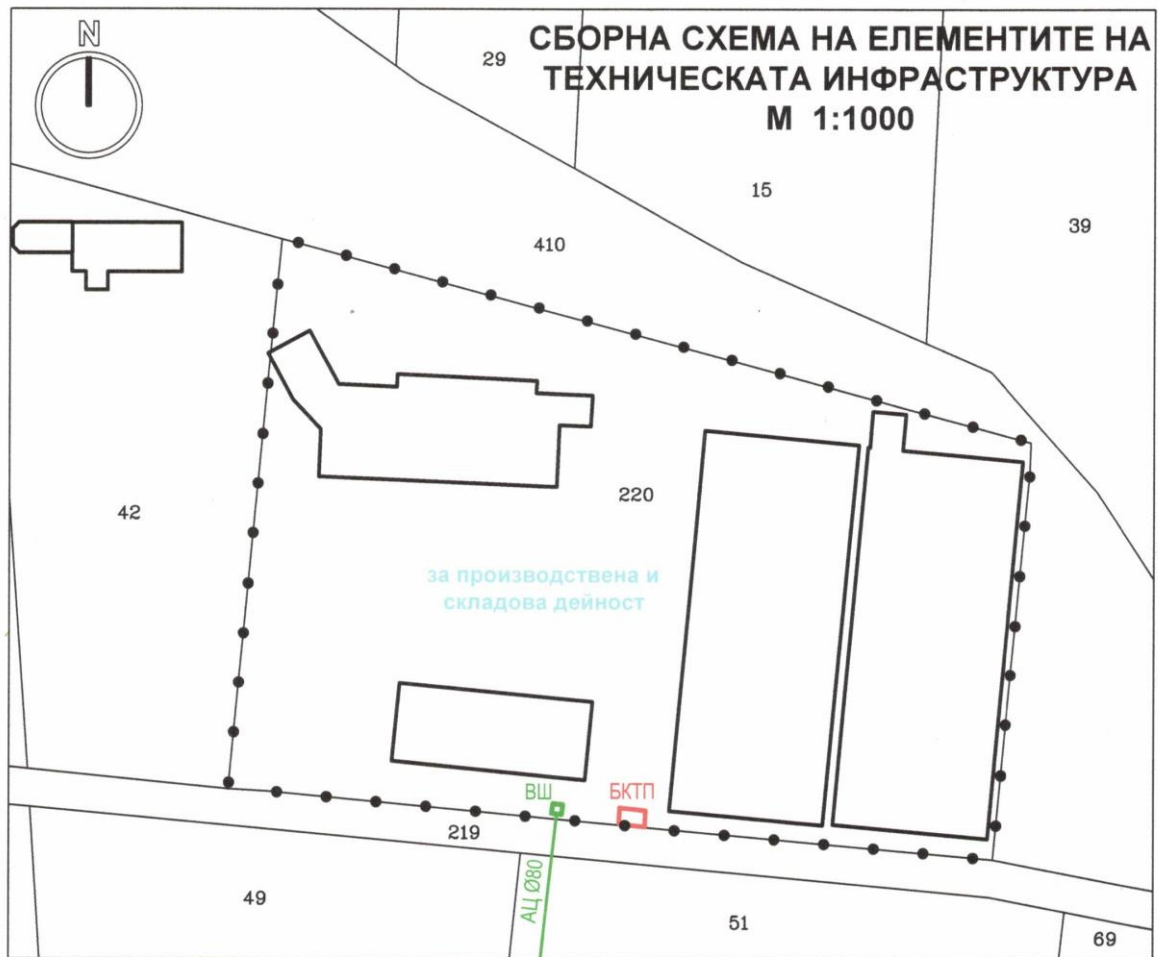 N
СБОРНА СХЕМА НА ЕЛЕМЕНТИТЕ НА
ТЕХНИЧЕСКАТА ИНФРАСТРУКТУРА
М 1:1000
29
15
39
410
42
220
за производствена и
складова дейност
ВШ
БКТП
219
АЦ Ø80
49
51
69